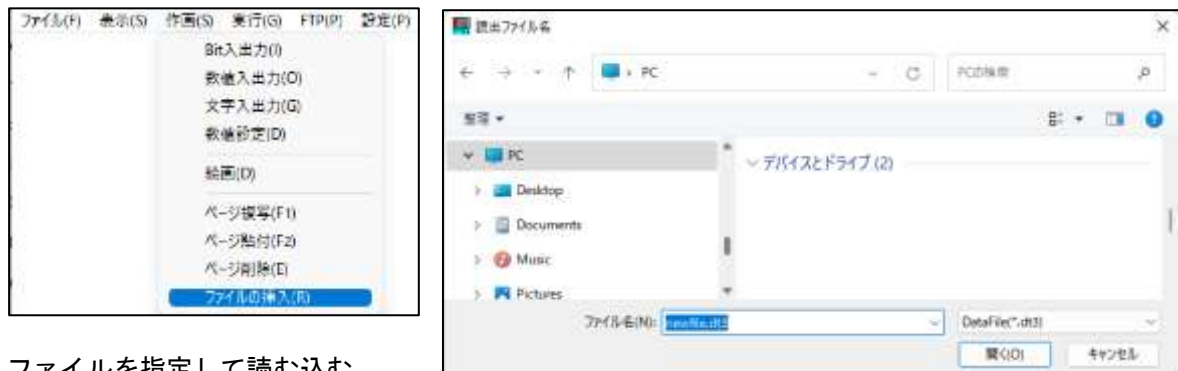 ファイル(F) 表示(S) 作画(S) 実行(G) FTP(P) 設定(P)
Bit入出力(I)
数値入出力(O)
文字入出力(G)
数値設定(D)
絵画(D)
ページ複写(F1)
ページ貼付(F2)
ページ削除(E)
ファイルの挿入(R)
ファイルを指定して読む込む
読出ファイル名
PC
PCの検索
整理
PC
デバイスとドライブ (2)
Desktop
Documents
Music
Pictures
ファイル名(N): newfile.dt3
DataFile(*.dt3)
開く(O) キャンセル